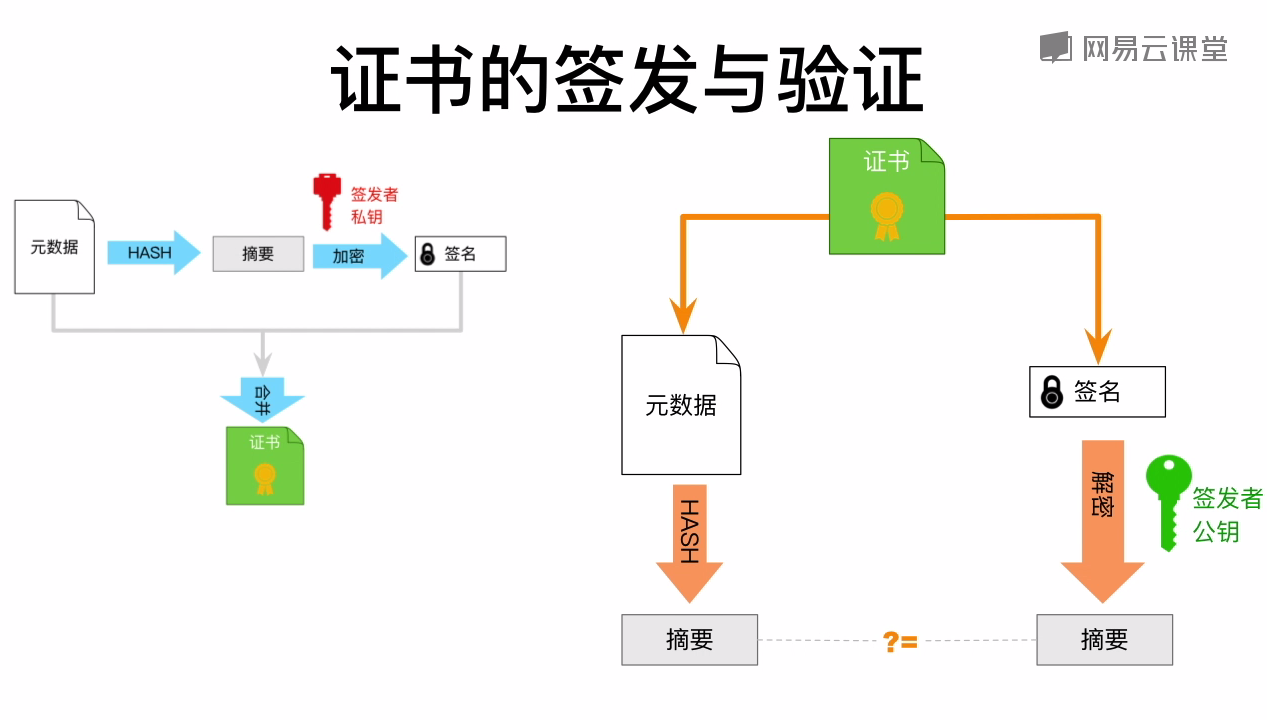 证书的签发与验证
网易云课堂
签发者
私钥
元数据
HASH
摘要
加密
签名
合并
证书
证书
元数据
签名
HASH
解密
签发者
公钥
摘要
?=
摘要